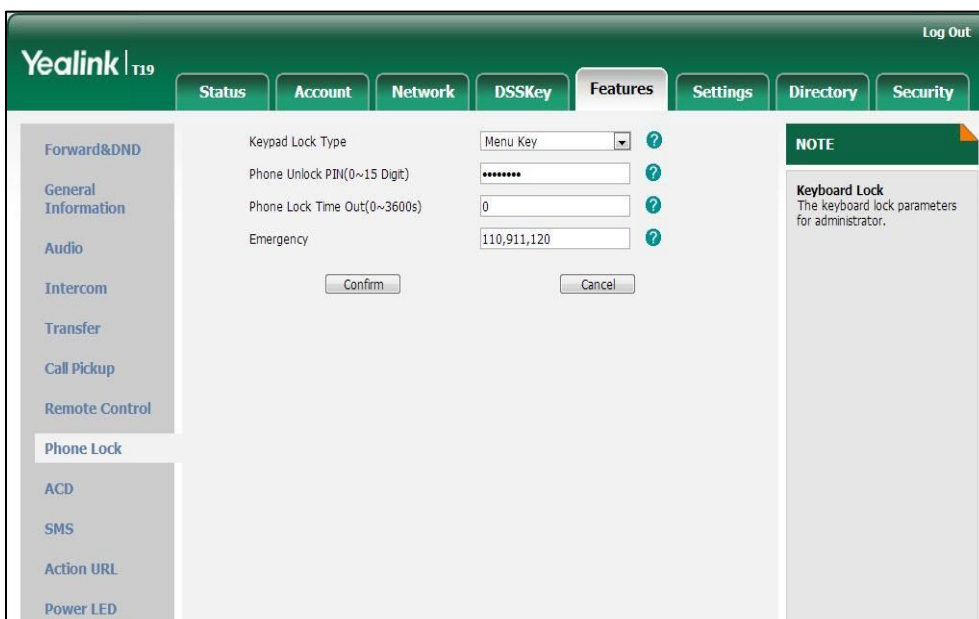 Log Out
Yealink T19
Status Account Network DSSKey Features Settings Directory Security
Forward&DND
General
Information
Audio
Intercom
Transfer
Call Pickup
Remote Control
Phone Lock
ACD
SMS
Action URL
Power LED
Keypad Lock Type Menu Key ?
Phone Unlock PIN(0~15 Digit) •••••••• ?
Phone Lock Time Out(0~3600s) 0 ?
Emergency 110,911,120 ?
Confirm Cancel
NOTE
Keyboard Lock
The keyboard lock parameters
for administrator.